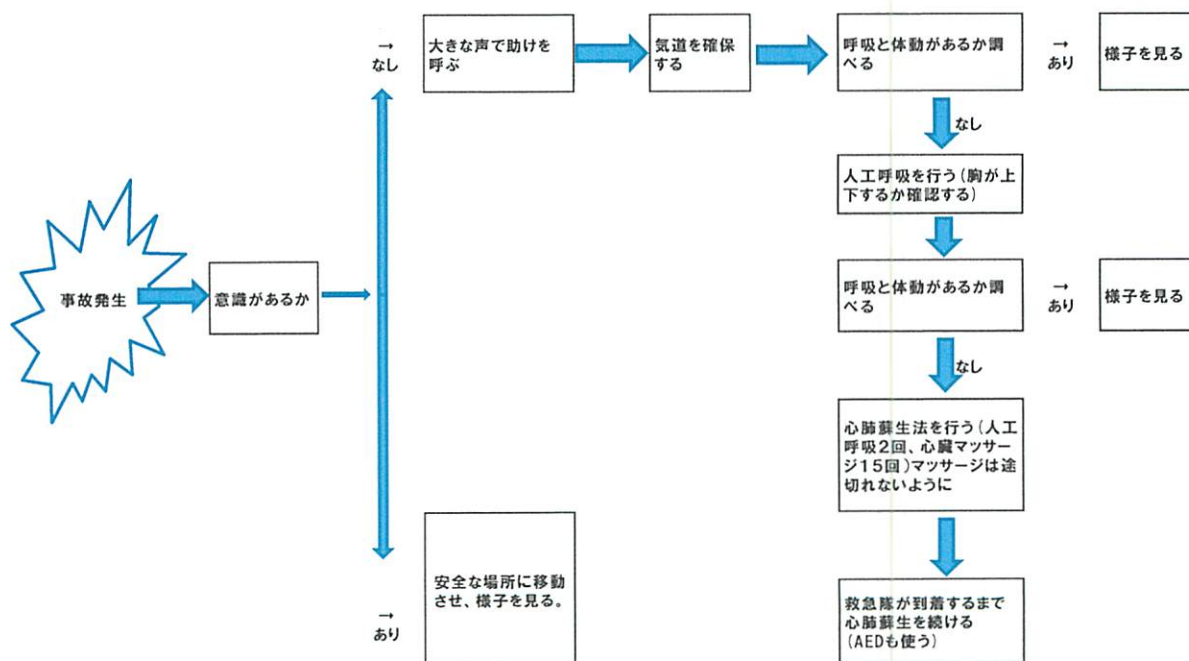 →
なし
大きな声で助けを
呼ぶ
気道を確保
する
呼吸と体動があるか調
べる
→
あり
様子を見る
なし
人工呼吸を行う(胸が上
下するか確認する)
事故発生
意識があるか
呼吸と体動があるか調
べる
→
あり
様子を見る
なし
心肺蘇生法を行う(人工
呼吸2回、心臓マッサー
ジ15回)マッサージは途
切れないように
→
あり
安全な場所に移動
させ、様子を見る。
救急隊が到着するまで
心肺蘇生を続ける
(AEDも使う)